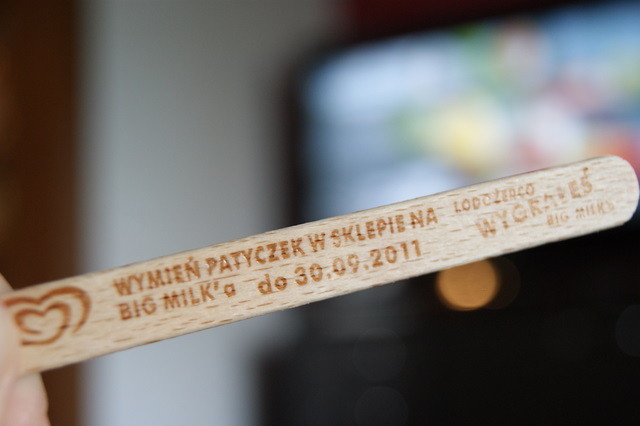 WYMIEŃ PATYCZEK W SKLEPIE NA
BIG MILK'a do 30.09.2011
LODOŻERCO
WYGRAŁEŚ
BIG MILK'a